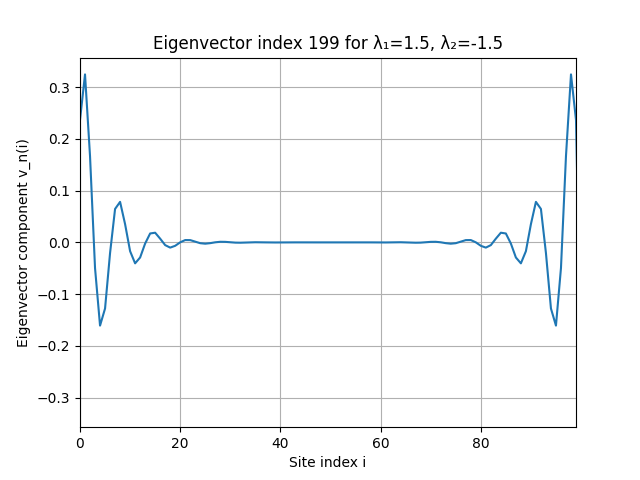 Eigenvector index 199 for λ₁=1.5, λ₂=-1.5
Eigenvector component v_n(i)
0.3
0.2
0.1
0.0
−0.1
−0.2
−0.3
0 20 40 60 80
Site index i